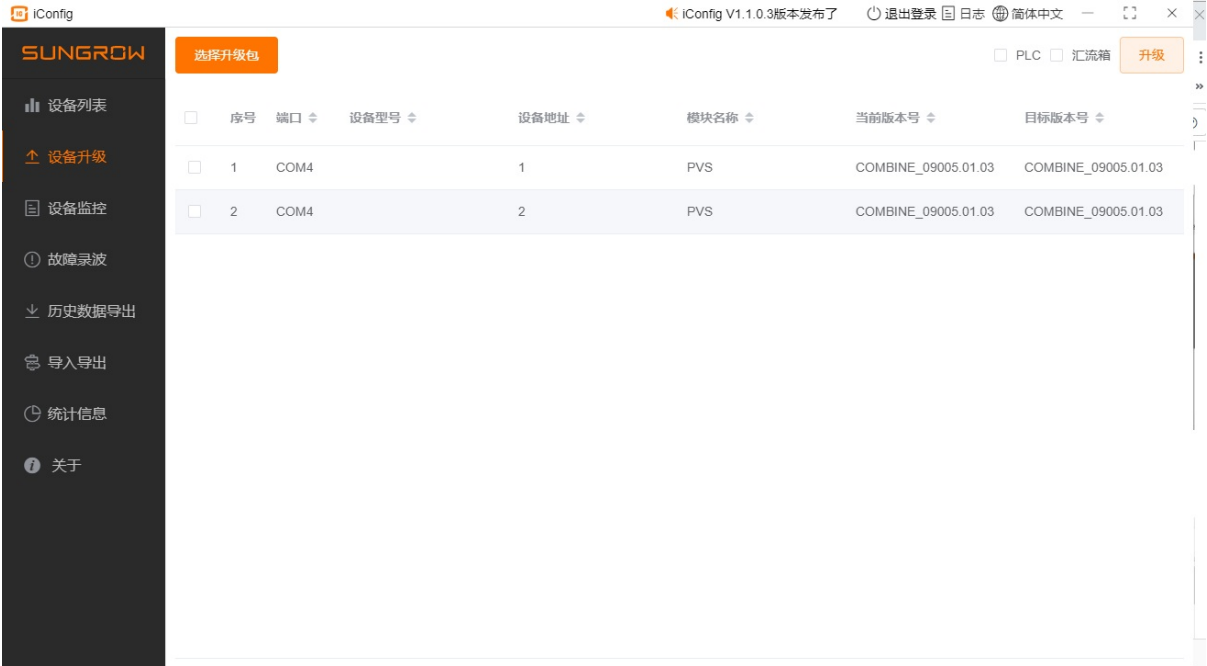 iConfig
iConfig V1.1.0.3版本发布了 退出登录 日志 简体中文
SUNGROW
选择升级包
PLC 汇流箱 升级
设备列表
设备升级
设备监控
故障录波
历史数据导出
导入导出
统计信息
关于
序号 端口 设备型号 设备地址 模块名称 当前版本号 目标版本号
1 COM4 1 PVS COMBINE_09005.01.03 COMBINE_09005.01.03
2 COM4 2 PVS COMBINE_09005.01.03 COMBINE_09005.01.03